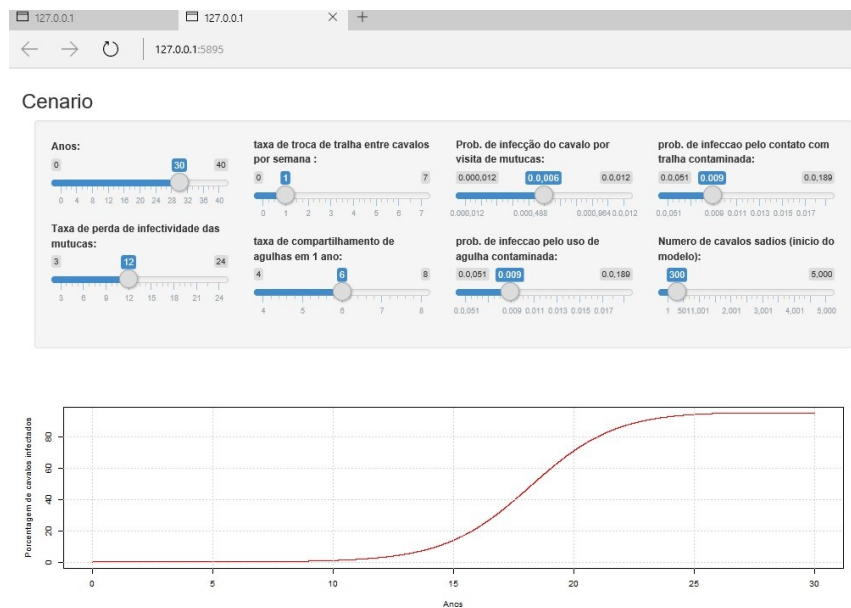 127.0.0.1
127.0.0.1
127.0.0.1:5895
Cenario
Anos:
0 30 40
0 4 8 12 16 20 24 28 32 36 40
Taxa de perda de infectividade das
mutucas:
3 12 24
3 6 9 12 15 18 21 24
taxa de troca de tralha entre cavalos
por semana :
0 1 7
0 1 2 3 4 5 6 7
taxa de compartilhamento de
agulhas em 1 ano:
4 6 8
4 5 6 7 8
Prob. de infecção do cavalo por
visita de mutucas:
0.000,012 0.0,006 0.0,012
0.000,012 0.000,488 0.000,964 0.0,012
prob. de infeccao pelo uso de
agulha contaminada:
0.0,051 0.009 0.0,189
0.0,051 0.009 0.011 0.013 0.015 0.017
prob. de infeccao pelo contato com
tralha contaminada:
0.0,051 0.009 0.0,189
0.0,051 0.009 0.011 0.013 0.015 0.017
Numero de cavalos sadios (inicio do
modelo):
300 5,000
1 501 1,001 2,001 3,001 4,001 5,000
Porcentagem de cavalos infectados
80
60
40
20
0
0 5 10 15 20 25 30
Anos